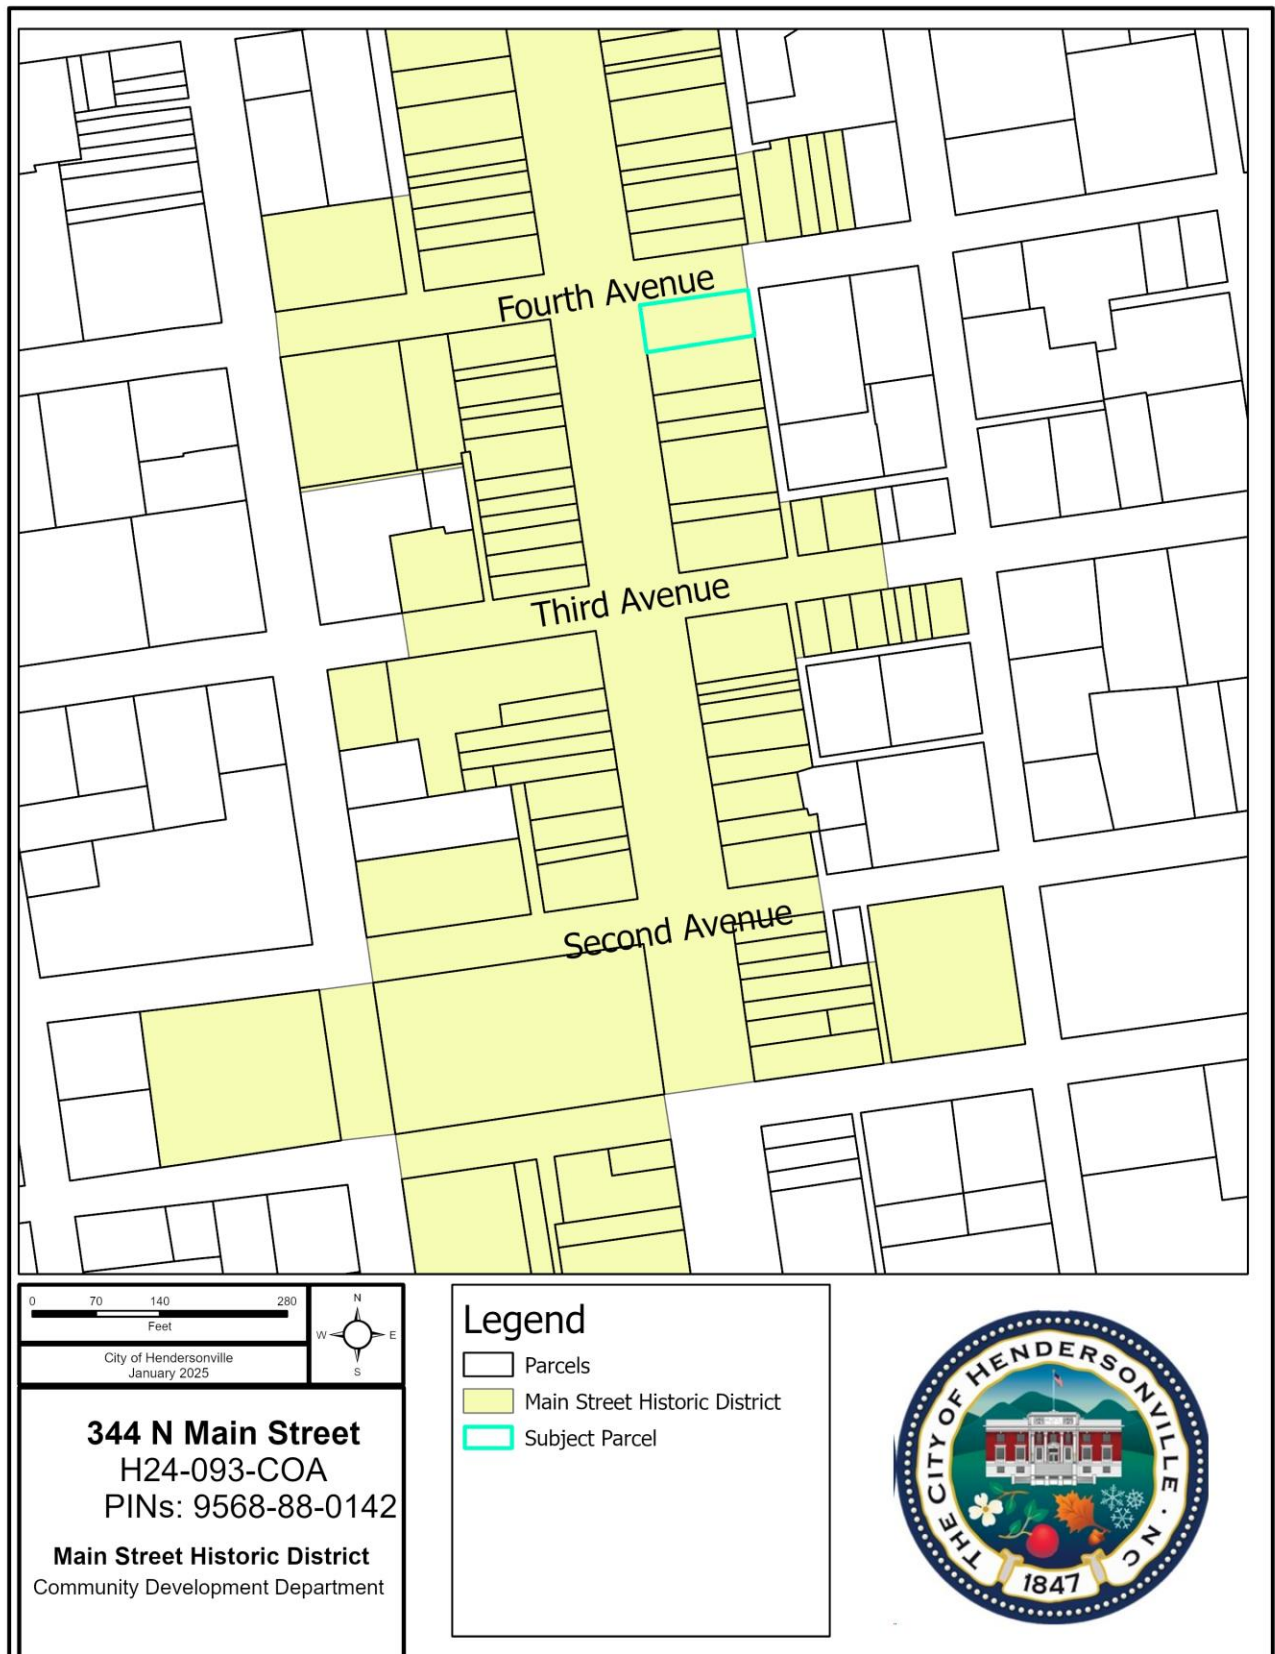 Fourth Avenue
Third Avenue
Second Avenue
0 70 140 280
Feet
City of Hendersonville
January 2025
N
W E
S
344 N Main Street
H24-093-COA
PINs: 9568-88-0142
Main Street Historic District
Community Development Department
Legend
Parcels
Main Street Historic District
Subject Parcel
THE CITY OF HENDERSONVILLE · NC
1847